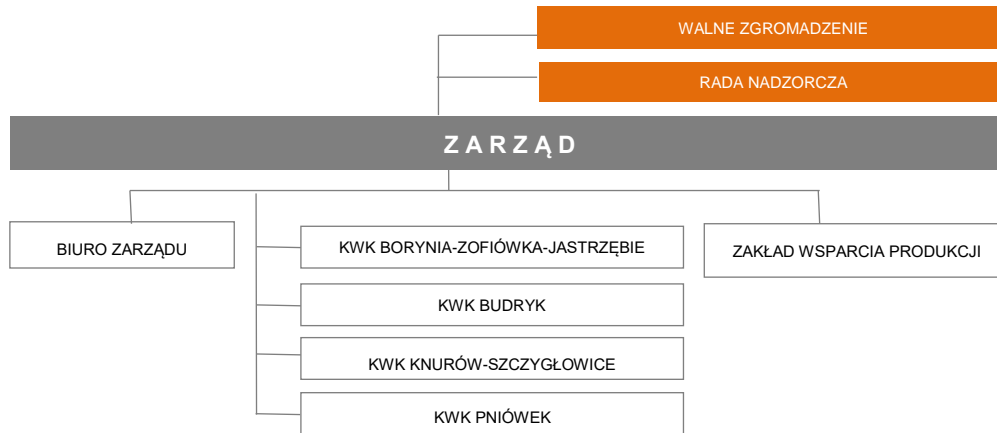 WALNE ZGROMADZENIE
RADA NADZORCZA
ZARZĄD
BIURO ZARZĄDU
KWK BORYNIA-ZOFIÓWKA-JASTRZĘBIE
ZAKŁAD WSPARCIA PRODUKCJI
KWK BUDRYK
KWK KNURÓW-SZCZYGŁOWICE
KWK PNIÓWEK